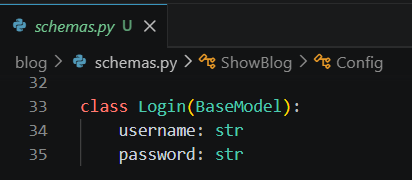 schemas.py U
blog > schemas.py > ShowBlog > Config
32
33 class Login(BaseModel):
34     username: str
35     password: str